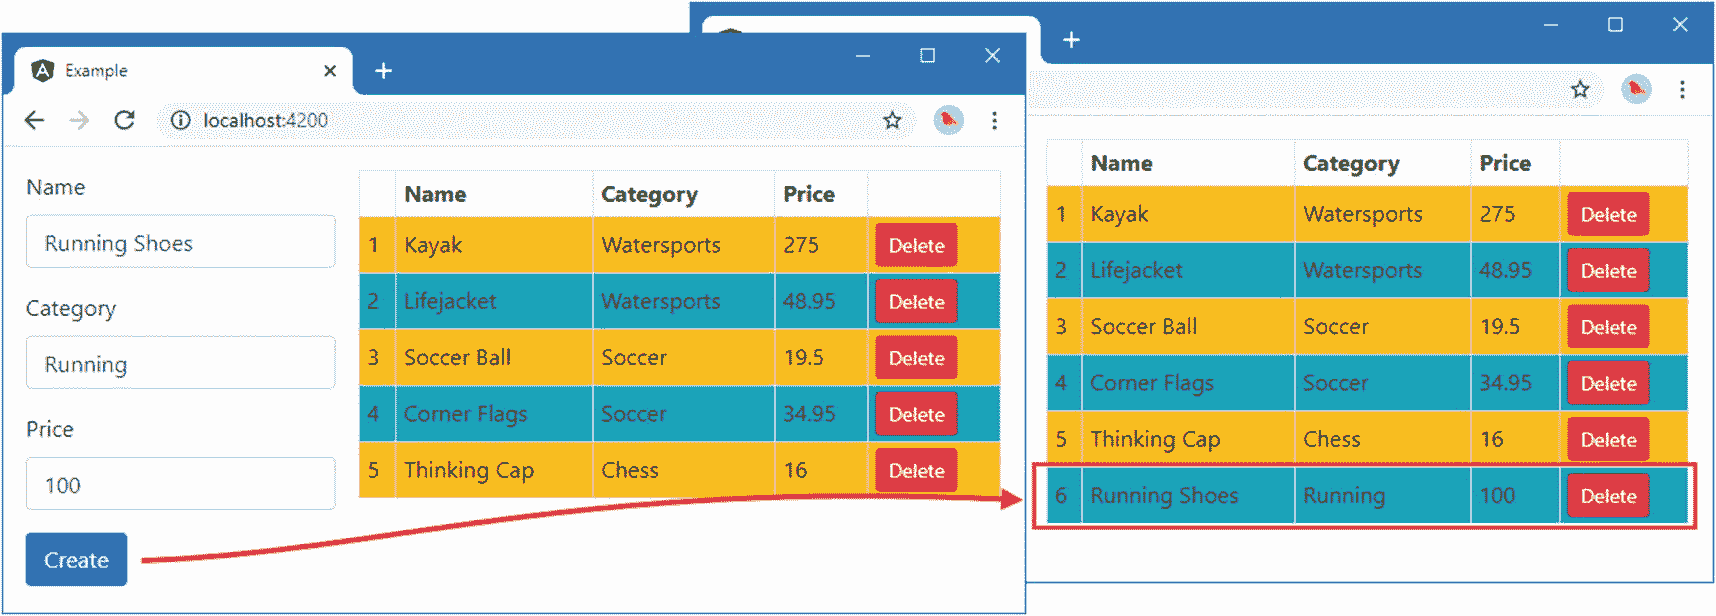 Example
localhost:4200
Name
Running Shoes
Category
Running
Price
100
Create
Name Category Price
1 Kayak Watersports 275 Delete
2 Lifejacket Watersports 48.95 Delete
3 Soccer Ball Soccer 19.5 Delete
4 Corner Flags Soccer 34.95 Delete
5 Thinking Cap Chess 16 Delete
Name Category Price
1 Kayak Watersports 275 Delete
2 Lifejacket Watersports 48.95 Delete
3 Soccer Ball Soccer 19.5 Delete
4 Corner Flags Soccer 34.95 Delete
5 Thinking Cap Chess 16 Delete
6 Running Shoes Running 100 Delete